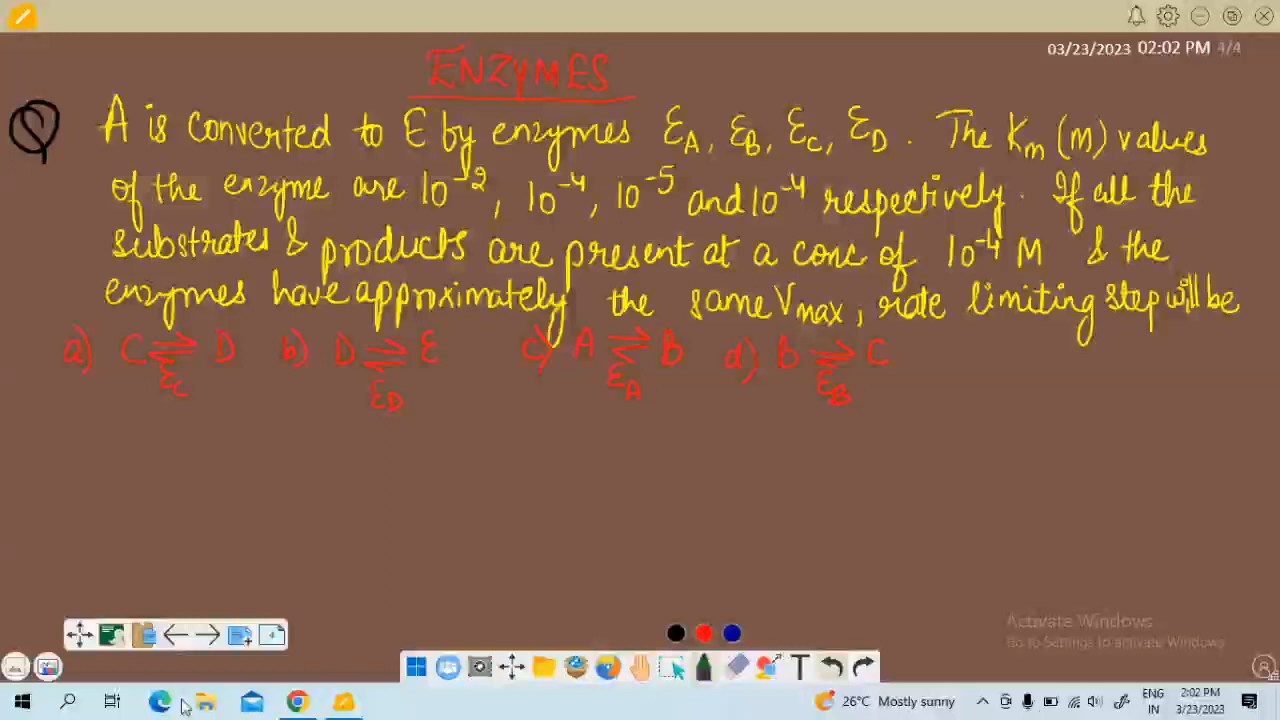 03/23/2023 02:02 PM 4/4
ENZYMES
Q A is converted to E by enzymes EA, EB, EC, ED. The Km (M) values
of the enzyme are 10⁻², 10⁻⁴, 10⁻⁵ and 10⁻⁴ respectively. If all the
substrates & products are present at a conc of 10⁻⁴ M & the
enzymes have approximately the same Vmax, rate limiting step will be
a) C ⇌ D b) D ⇌ E c) A ⇌ B d) B ⇌ C
EC ED EA EB
Activate Windows
Go to Settings to activate Windows
26°C Mostly sunny
ENG
IN
2:02 PM
3/23/2023